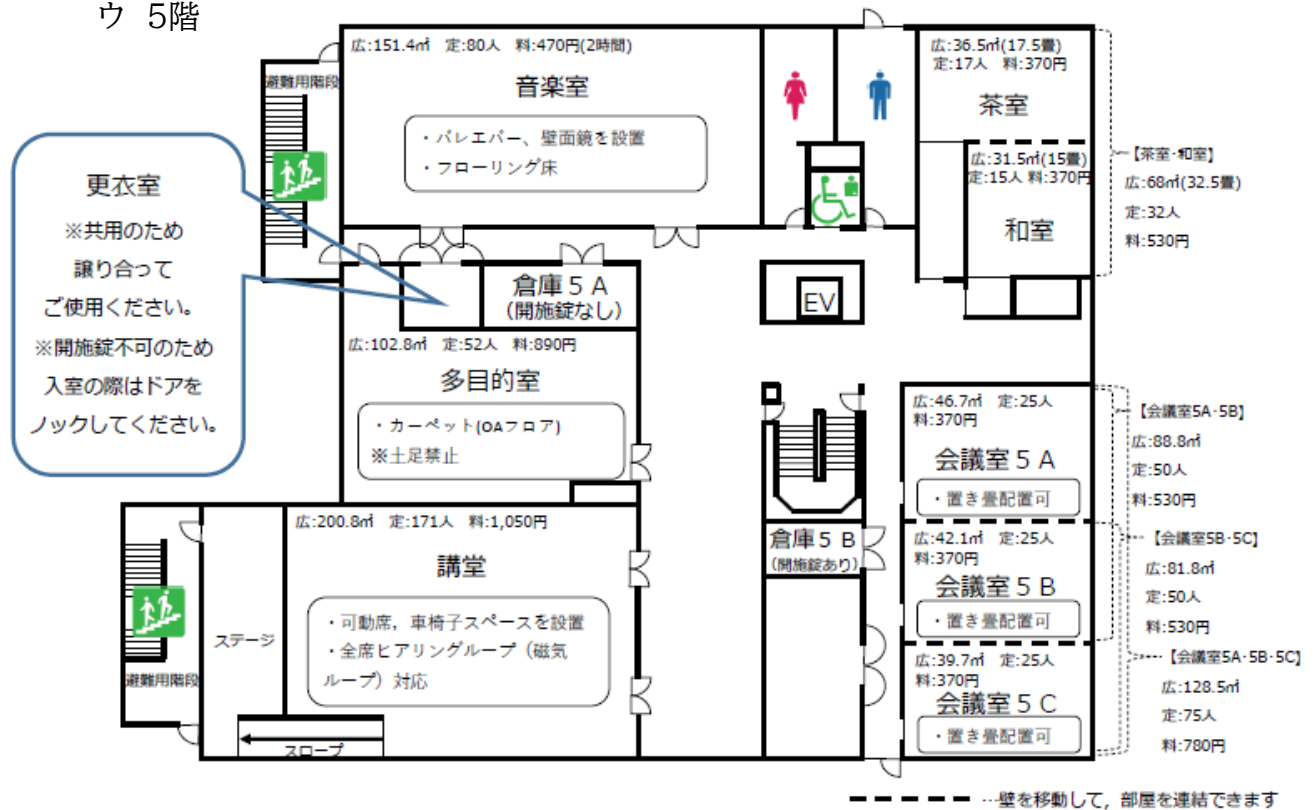 ウ 5階
広:151.4㎡ 定:80人 料:470円(2時間)
音楽室
・バレエバー、壁面鏡を設置
・フローリング床
避難用階段
更衣室
※共用のため
譲り合って
ご使用ください。
※開施錠不可のため
入室の際はドアを
ノックしてください。
広:36.5㎡(17.5畳)
定:17人 料:370円
茶室
広:31.5㎡(15畳)
定:15人 料:370円
和室
【茶室・和室】
広:68㎡(32.5畳)
定:32人
料:530円
倉庫5A
(開施錠なし)
EV
広:102.8㎡ 定:52人 料:890円
多目的室
・カーペット(OAフロア)
※土足禁止
広:46.7㎡ 定:25人
料:370円
会議室5A
・置き畳配置可
【会議室5A・5B】
広:88.8㎡
定:50人
料:530円
広:200.8㎡ 定:171人 料:1,050円
講堂
・可動席，車椅子スペースを設置
・全席ヒアリングループ（磁気
ループ）対応
ステージ
スロープ
避難用階段
倉庫5B
(開施錠あり)
広:42.1㎡ 定:25人
料:370円
会議室5B
・置き畳配置可
【会議室5B・5C】
広:81.8㎡
定:50人
料:530円
広:39.7㎡ 定:25人
料:370円
会議室5C
・置き畳配置可
【会議室5A・5B・5C】
広:128.5㎡
定:75人
料:780円
…壁を移動して，部屋を連結できます